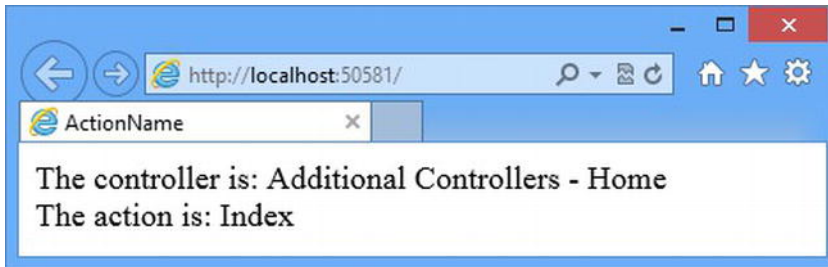 http://localhost:50581/
ActionName
The controller is: Additional Controllers - Home
The action is: Index